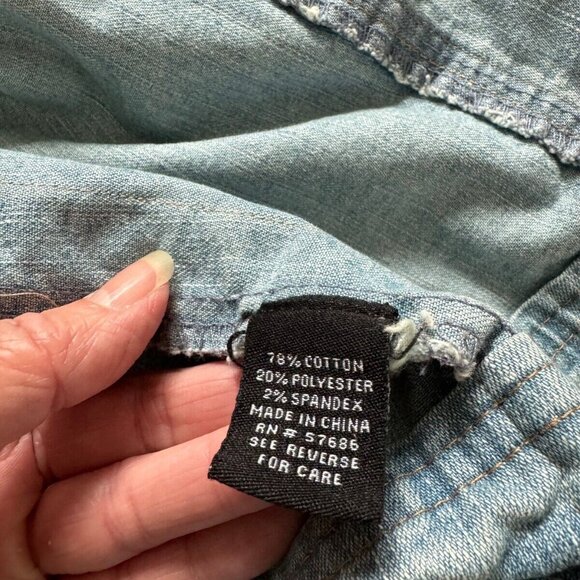 78% COTTON
20% POLYESTER
2% SPANDEX
MADE IN CHINA
RN # 57686
SEE REVERSE
FOR CARE